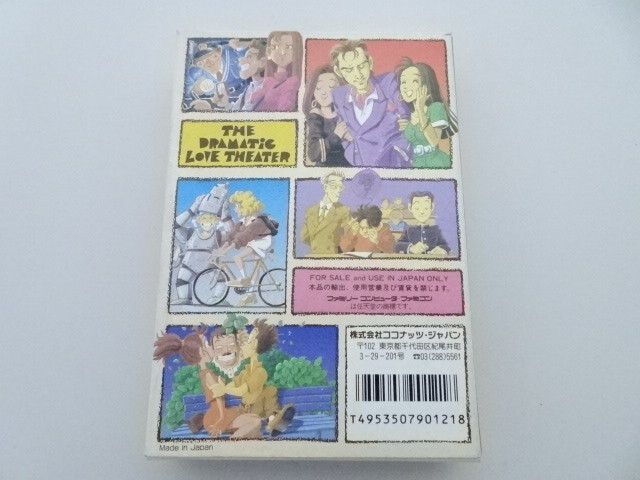 THE
DRAMATIC
LOVE THEATER
FOR SALE and USE IN JAPAN ONLY
本品の輸出、使用営業及び賃貸を禁じます。
ファミリーコンピュータ・ファミコン
は任天堂の商標です。
株式会社ココナッツ・ジャパン
〒102 東京都千代田区紀尾井町
3-29-201号 ☎03(288)5561
T4953507901218
Made in Japan